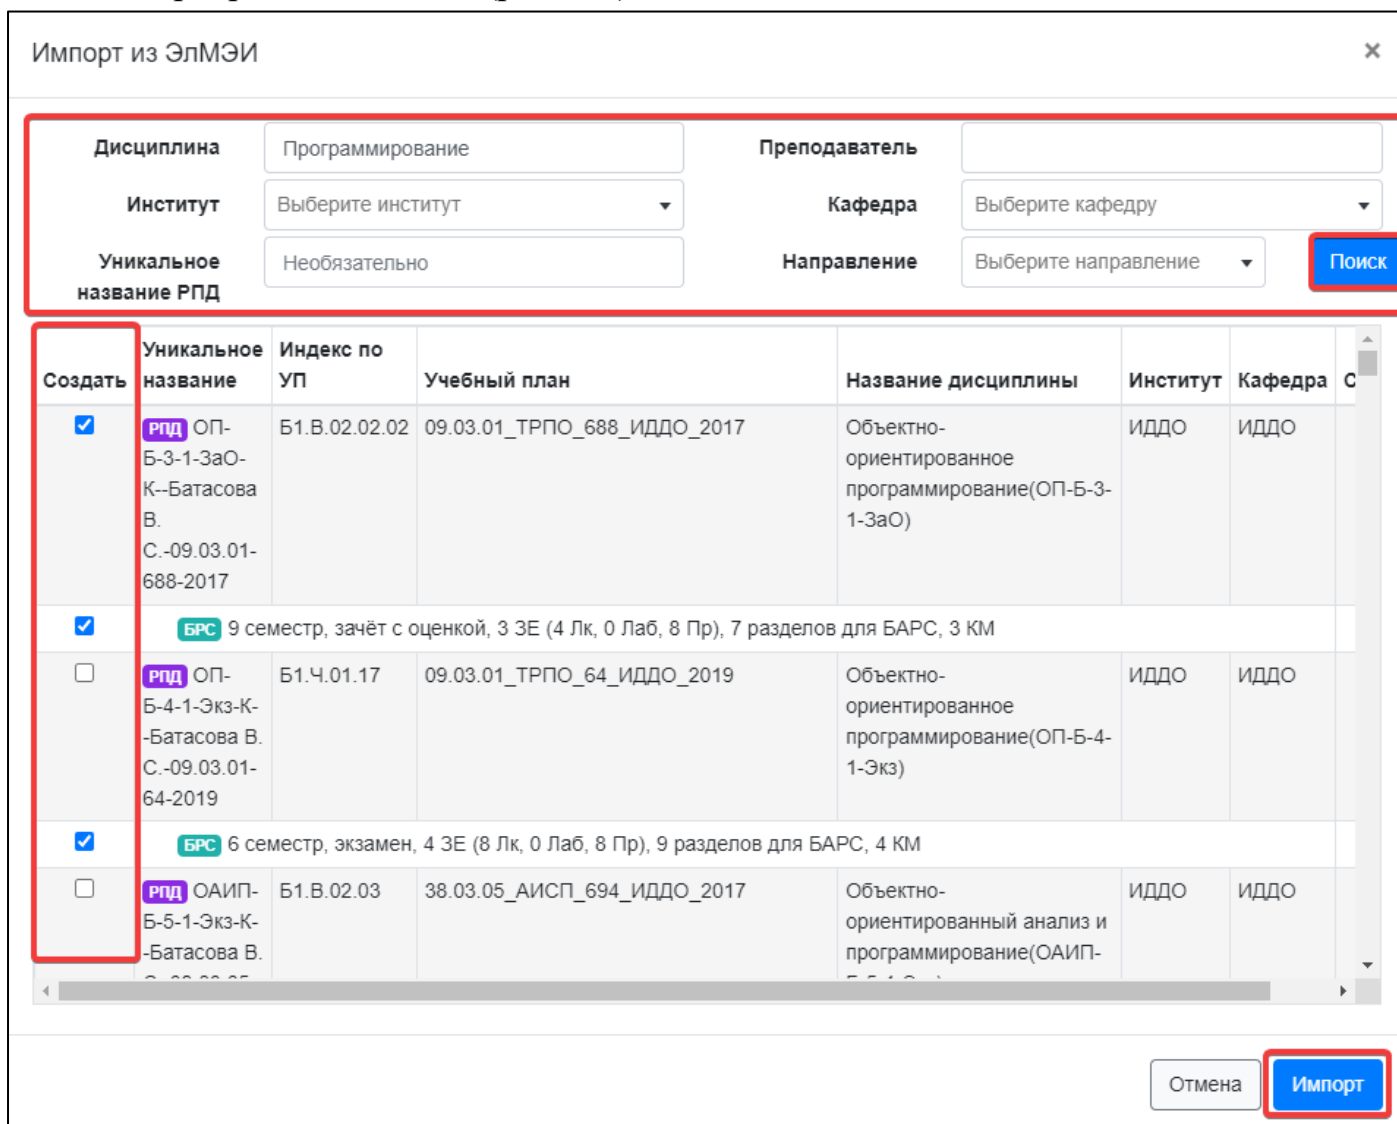 Импорт из ЭлМЭИ ×
Дисциплина Программирование Преподаватель
Институт Выберите институт Кафедра Выберите кафедру
Уникальное название РПД Необязательно Направление Выберите направление Поиск
Создать Уникальное название Индекс по УП Учебный план Название дисциплины Институт Кафедра С
РПД ОП- Б1.В.02.02.02 09.03.01_ТРПО_688_ИДДО_2017 Объектно- ИДДО ИДДО
Б-3-1-ЗаО- ориентированное
К--Батасова программирование(ОП-Б-3-
В. 1-ЗаО)
С.-09.03.01-
688-2017
БРС 9 семестр, зачёт с оценкой, 3 ЗЕ (4 Лк, 0 Лаб, 8 Пр), 7 разделов для БАРС, 3 КМ
РПД ОП- Б1.Ч.01.17 09.03.01_ТРПО_64_ИДДО_2019 Объектно- ИДДО ИДДО
Б-4-1-Экз-К- ориентированное
-Батасова В. программирование(ОП-Б-4-
С.-09.03.01- 1-Экз)
64-2019
БРС 6 семестр, экзамен, 4 ЗЕ (8 Лк, 0 Лаб, 8 Пр), 9 разделов для БАРС, 4 КМ
РПД ОАИП- Б1.В.02.03 38.03.05_АИСП_694_ИДДО_2017 Объектно- ИДДО ИДДО
Б-5-1-Экз-К- ориентированный анализ и
-Батасова В. программирование(ОАИП-
Отмена Импорт